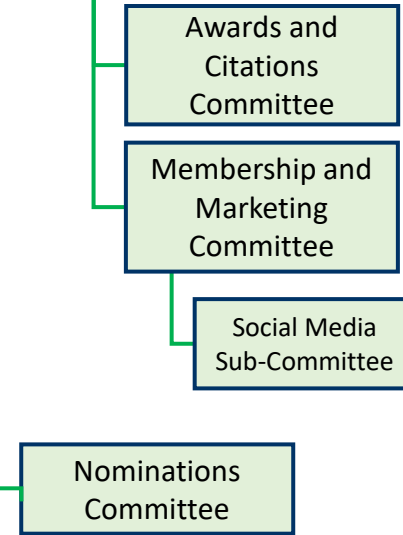 Awards and
Citations
Committee
Membership and
Marketing
Committee
Social Media
Sub-Committee
Nominations
Committee